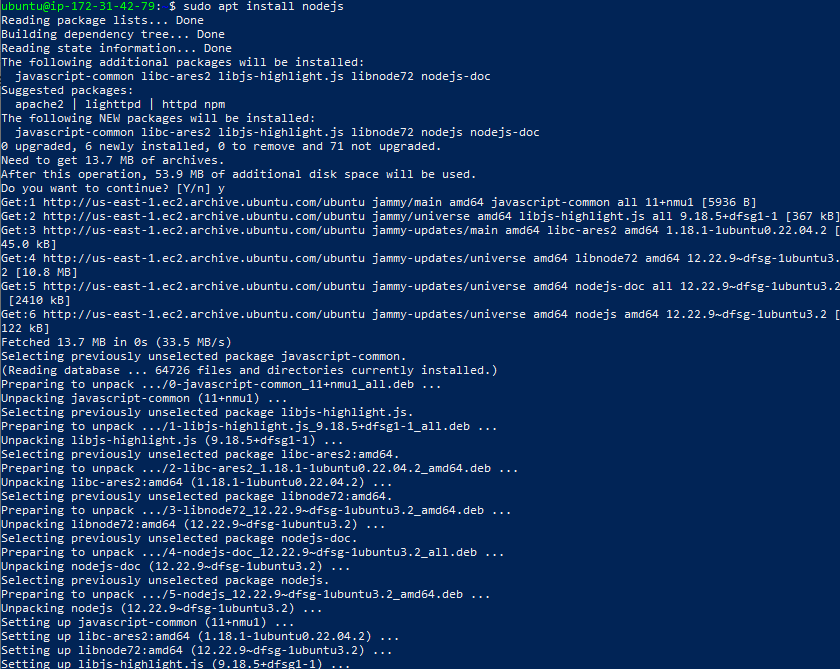 ubuntu@ip-172-31-42-79: $ sudo apt install nodejs
Reading package lists... Done
Building dependency tree... Done
Reading state information... Done
The following additional packages will be installed:
  javascript-common libc-ares2 libjs-highlight.js libnode72 nodejs-doc
Suggested packages:
  apache2 | lighttpd | httpd npm
The following NEW packages will be installed:
  javascript-common libc-ares2 libjs-highlight.js libnode72 nodejs nodejs-doc
0 upgraded, 6 newly installed, 0 to remove and 71 not upgraded.
Need to get 13.7 MB of archives.
After this operation, 53.9 MB of additional disk space will be used.
Do you want to continue? [Y/n] y
Get:1 http://us-east-1.ec2.archive.ubuntu.com/ubuntu jammy/main amd64 javascript-common all 11+nmu1 [5936 B]
Get:2 http://us-east-1.ec2.archive.ubuntu.com/ubuntu jammy/universe amd64 libjs-highlight.js all 9.18.5+dfsg1-1 [367 kB]
Get:3 http://us-east-1.ec2.archive.ubuntu.com/ubuntu jammy-updates/main amd64 libc-ares2 amd64 1.18.1-1ubuntu0.22.04.2 [
45.0 kB]
Get:4 http://us-east-1.ec2.archive.ubuntu.com/ubuntu jammy-updates/universe amd64 libnode72 amd64 12.22.9~dfsg-1ubuntu3.
2 [10.8 MB]
Get:5 http://us-east-1.ec2.archive.ubuntu.com/ubuntu jammy-updates/universe amd64 nodejs-doc all 12.22.9~dfsg-1ubuntu3.2
 [2410 kB]
Get:6 http://us-east-1.ec2.archive.ubuntu.com/ubuntu jammy-updates/universe amd64 nodejs amd64 12.22.9~dfsg-1ubuntu3.2 [
122 kB]
Fetched 13.7 MB in 0s (33.5 MB/s)
Selecting previously unselected package javascript-common.
(Reading database ... 64726 files and directories currently installed.)
Preparing to unpack .../0-javascript-common_11+nmu1_all.deb ...
Unpacking javascript-common (11+nmu1) ...
Selecting previously unselected package libjs-highlight.js.
Preparing to unpack .../1-libjs-highlight.js_9.18.5+dfsg1-1_all.deb ...
Unpacking libjs-highlight.js (9.18.5+dfsg1-1) ...
Selecting previously unselected package libc-ares2:amd64.
Preparing to unpack .../2-libc-ares2_1.18.1-1ubuntu0.22.04.2_amd64.deb ...
Unpacking libc-ares2:amd64 (1.18.1-1ubuntu0.22.04.2) ...
Selecting previously unselected package libnode72:amd64.
Preparing to unpack .../3-libnode72_12.22.9~dfsg-1ubuntu3.2_amd64.deb ...
Unpacking libnode72:amd64 (12.22.9~dfsg-1ubuntu3.2) ...
Selecting previously unselected package nodejs-doc.
Preparing to unpack .../4-nodejs-doc_12.22.9~dfsg-1ubuntu3.2_all.deb ...
Unpacking nodejs-doc (12.22.9~dfsg-1ubuntu3.2) ...
Selecting previously unselected package nodejs.
Preparing to unpack .../5-nodejs_12.22.9~dfsg-1ubuntu3.2_amd64.deb ...
Unpacking nodejs (12.22.9~dfsg-1ubuntu3.2) ...
Setting up javascript-common (11+nmu1) ...
Setting up libc-ares2:amd64 (1.18.1-1ubuntu0.22.04.2) ...
Setting up libnode72:amd64 (12.22.9~dfsg-1ubuntu3.2) ...
Setting up libjs-highlight.js (9.18.5+dfsg1-1) ...